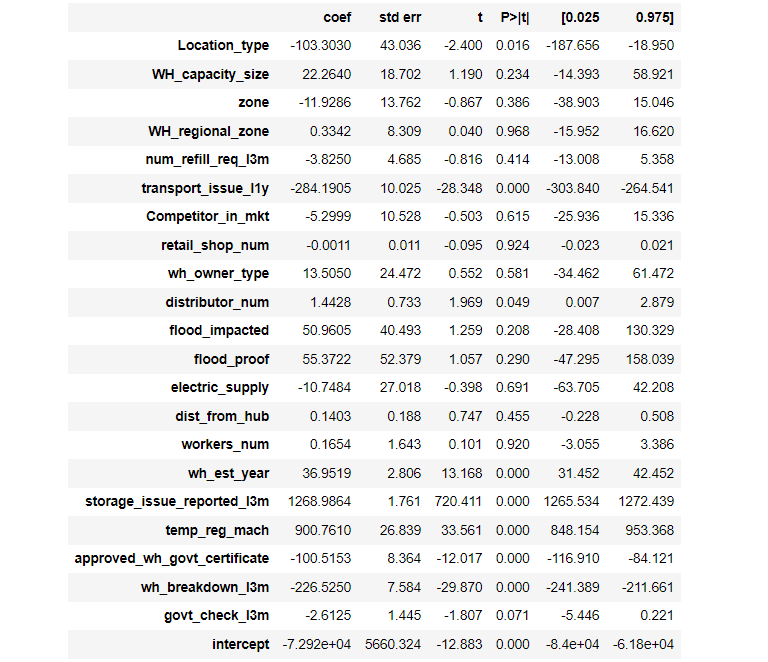 coef std err t P>|t| [0.025 0.975]
Location_type -103.3030 43.036 -2.400 0.016 -187.656 -18.950
WH_capacity_size 22.2640 18.702 1.190 0.234 -14.393 58.921
zone -11.9286 13.762 -0.867 0.386 -38.903 15.046
WH_regional_zone 0.3342 8.309 0.040 0.968 -15.952 16.620
num_refill_req_l3m -3.8250 4.685 -0.816 0.414 -13.008 5.358
transport_issue_l1y -284.1905 10.025 -28.348 0.000 -303.840 -264.541
Competitor_in_mkt -5.2999 10.528 -0.503 0.615 -25.936 15.336
retail_shop_num -0.0011 0.011 -0.095 0.924 -0.023 0.021
wh_owner_type 13.5050 24.472 0.552 0.581 -34.462 61.472
distributor_num 1.4428 0.733 1.969 0.049 0.007 2.879
flood_impacted 50.9605 40.493 1.259 0.208 -28.408 130.329
flood_proof 55.3722 52.379 1.057 0.290 -47.295 158.039
electric_supply -10.7484 27.018 -0.398 0.691 -63.705 42.208
dist_from_hub 0.1403 0.188 0.747 0.455 -0.228 0.508
workers_num 0.1654 1.643 0.101 0.920 -3.055 3.386
wh_est_year 36.9519 2.806 13.168 0.000 31.452 42.452
storage_issue_reported_l3m 1268.9864 1.761 720.411 0.000 1265.534 1272.439
temp_reg_mach 900.7610 26.839 33.561 0.000 848.154 953.368
approved_wh_govt_certificate -100.5153 8.364 -12.017 0.000 -116.910 -84.121
wh_breakdown_l3m -226.5250 7.584 -29.870 0.000 -241.389 -211.661
govt_check_l3m -2.6125 1.445 -1.807 0.071 -5.446 0.221
intercept -7.292e+04 5660.324 -12.883 0.000 -8.4e+04 -6.18e+04